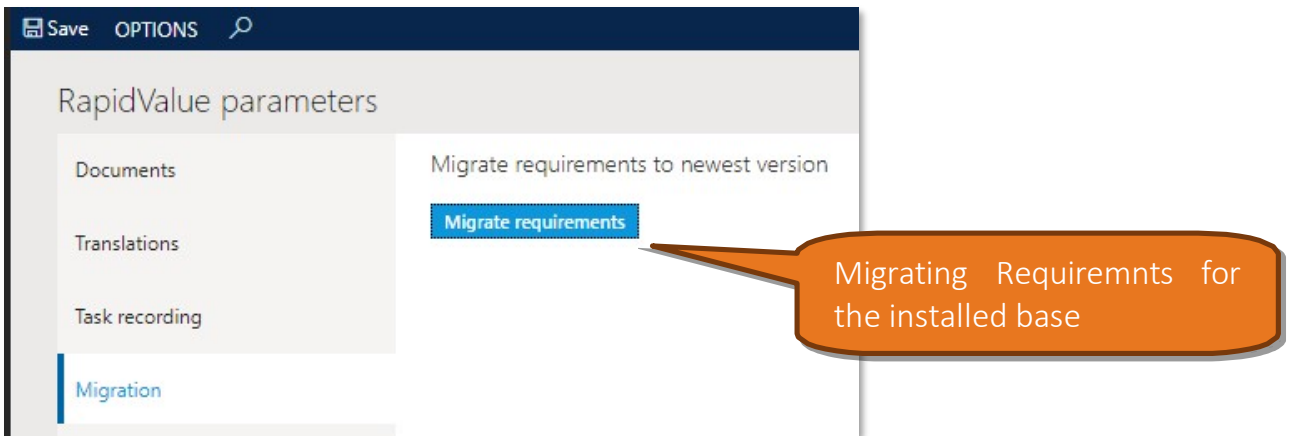 Save OPTIONS
RapidValue parameters
Documents
Translations
Task recording
Migration
Migrate requirements to newest version
Migrate requirements
Migrating Requiremnts for
the installed base